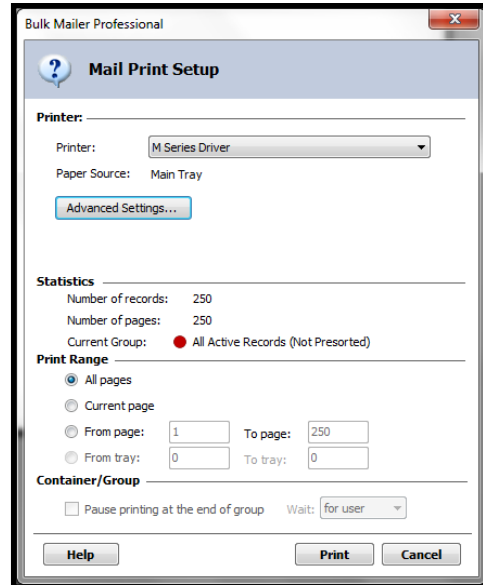 Bulk Mailer Professional
Mail Print Setup
Printer:
Printer: M Series Driver
Paper Source: Main Tray
Advanced Settings...
Statistics
Number of records: 250
Number of pages: 250
Current Group: All Active Records (Not Presorted)
Print Range
All pages
Current page
From page: 1 To page: 250
From tray: 0 To tray: 0
Container/Group
Pause printing at the end of group Wait: for user
Help Print Cancel